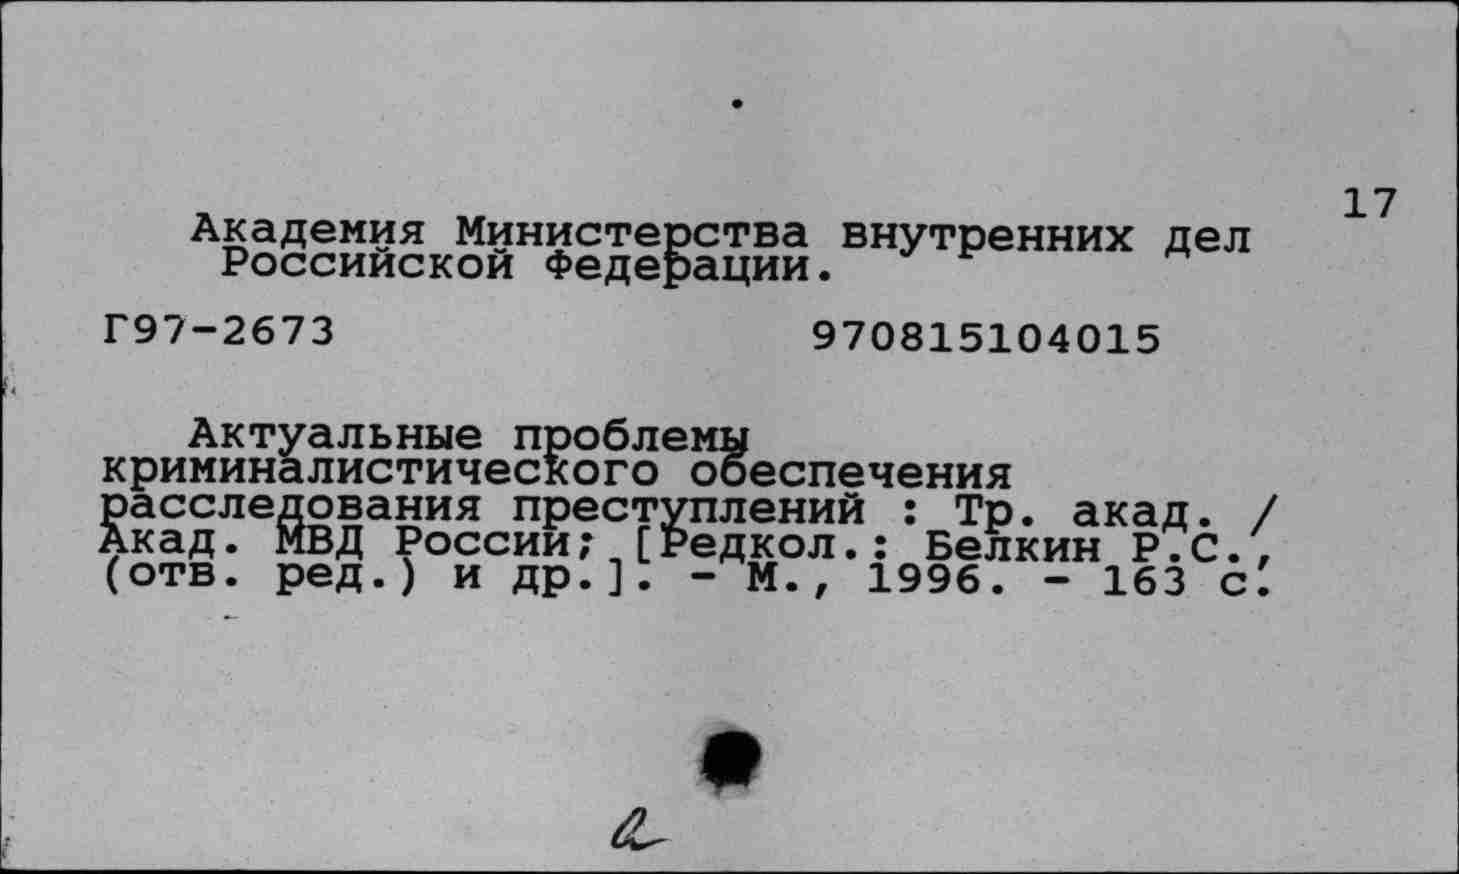 17
Академия Министерства внутренних дел
Российской Федерации.
Г97-2673 970815104015
Актуальные проблемы
криминалистического обеспечения
расследования преступлений : Тр. акад. /
Акад. МВД России; [Редкол.: Белкин Р.С.,
(отв. ред.) и др.]. - М., 1996. - 163 с.